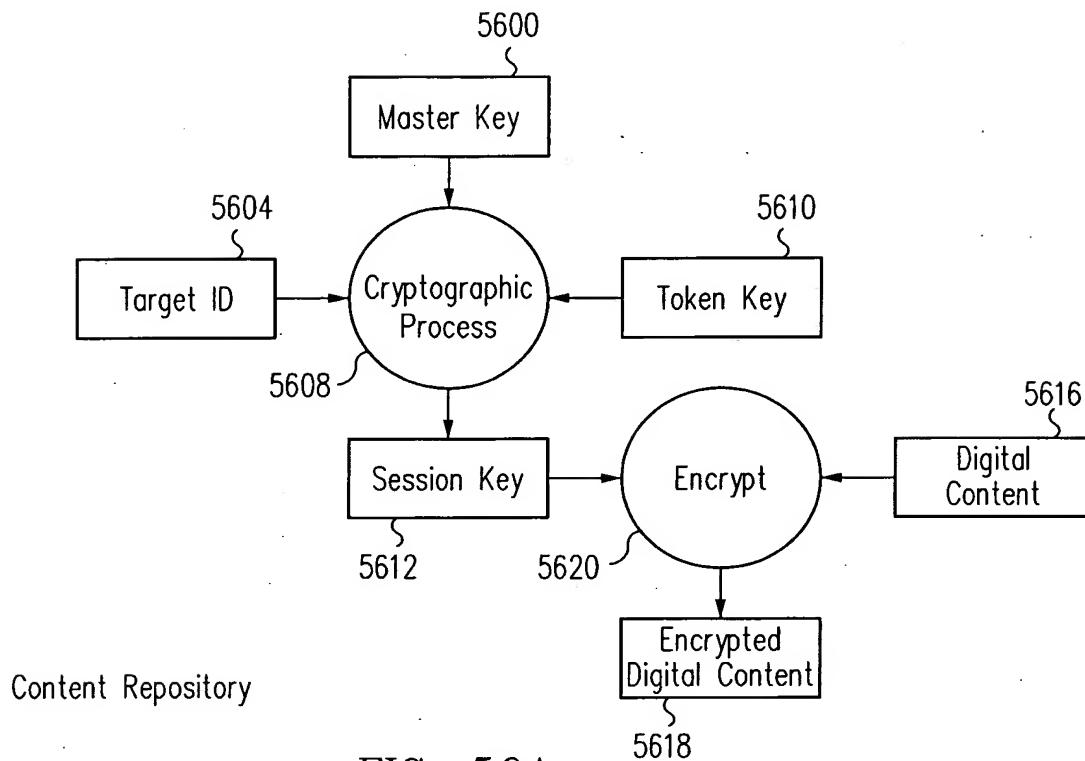 5600
Master Key
5604
5610
Target ID
Cryptographic
Process
Token Key
5608
5616
Session Key
Encrypt
Digital
Content
5612
5620
Encrypted
Digital Content
Content Repository
5618